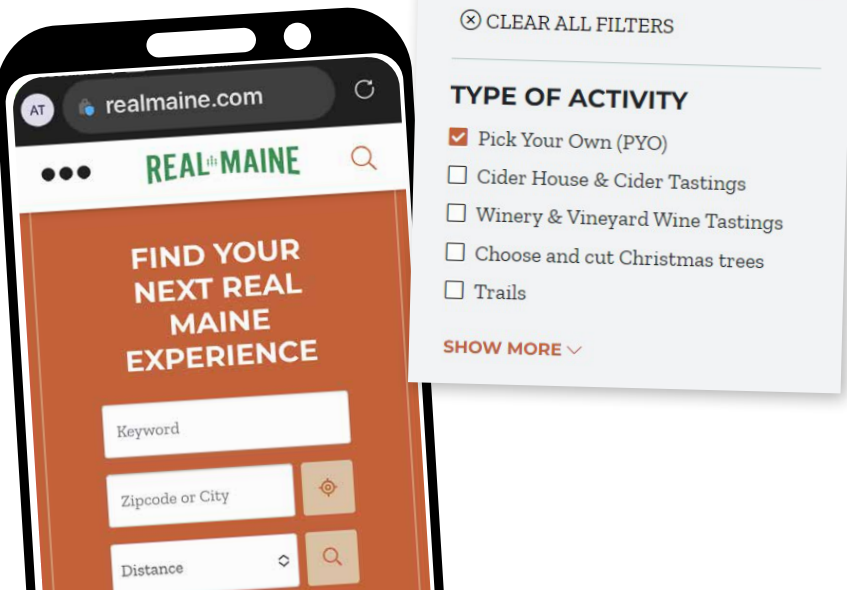 AT
realmaine.com
REAL MAINE
FIND YOUR
NEXT REAL
MAINE
EXPERIENCE
Keyword
Zipcode or City
Distance
CLEAR ALL FILTERS
TYPE OF ACTIVITY
Pick Your Own (PYO)
Cider House & Cider Tastings
Winery & Vineyard Wine Tastings
Choose and cut Christmas trees
Trails
SHOW MORE